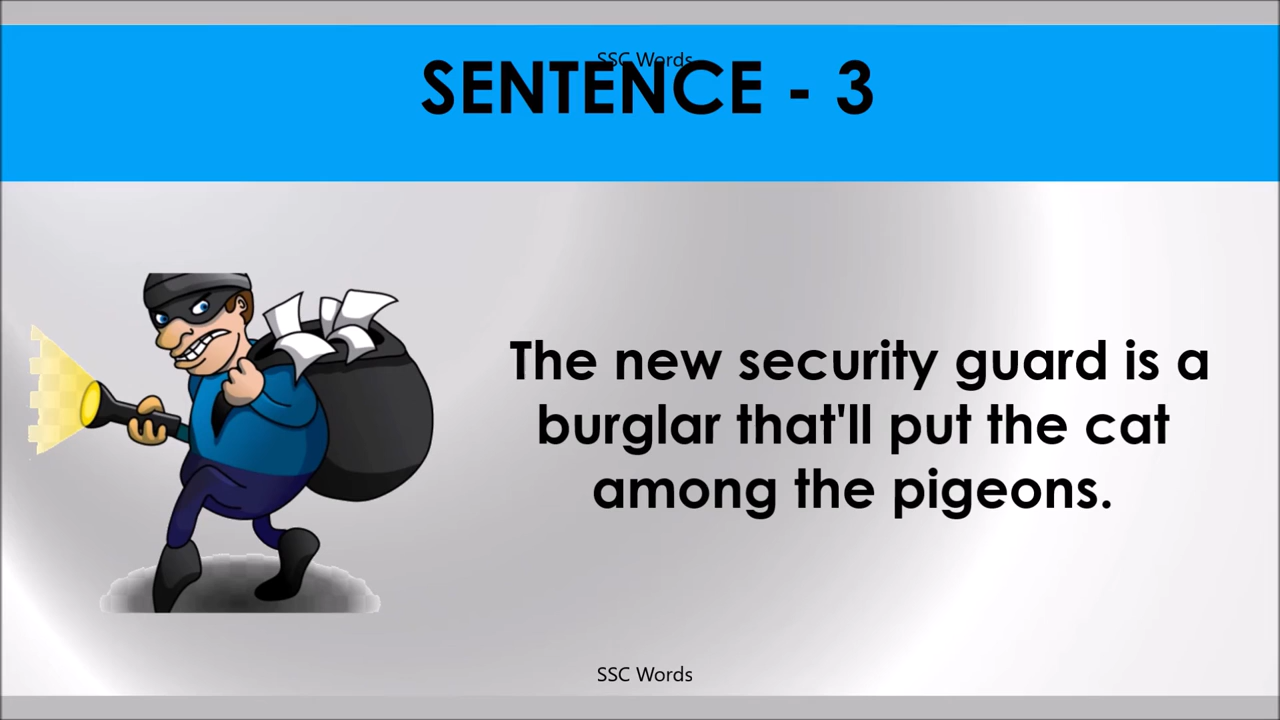 SSC Words
SENTENCE - 3
The new security guard is a
burglar that'll put the cat
among the pigeons.
SSC Words